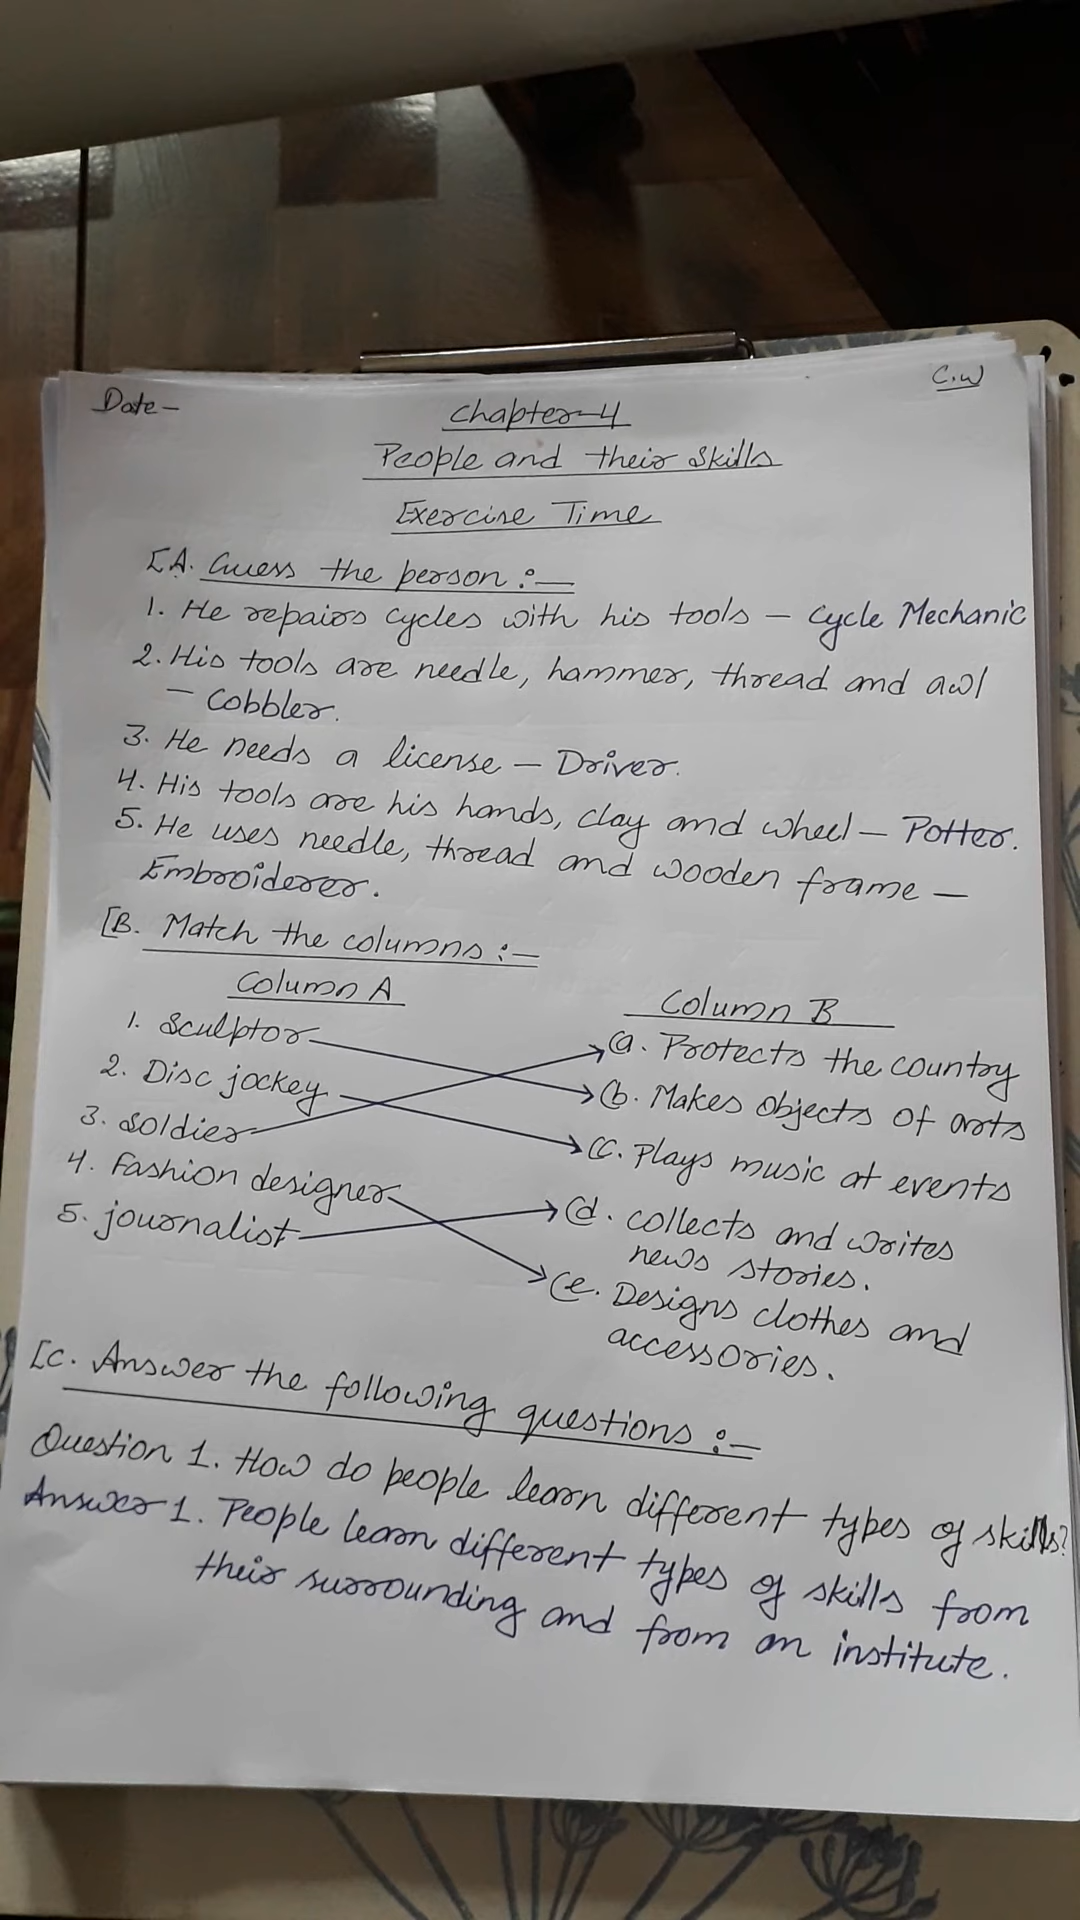 Date-
C.W
Chapter-4
People and their Skills
Exercise Time
[A. Guess the person :—
1. He repairs cycles with his tools — Cycle Mechanic
2. His tools are needle, hammer, thread and awl
— Cobbler.
3. He needs a license — Driver.
4. His tools are his hands, clay and wheel — Potter.
5. He uses needle, thread and wooden frame —
Embroiderer.
[B. Match the columns :—
Column A
Column B
1. Sculptor
(a. Protects the country
2. Disc jockey
(b. Makes objects of arts
3. Soldier
(c. Plays music at events
4. Fashion designer
(d. collects and writes
news stories.
5. journalist
(e. Designs clothes and
accessories.
[C. Answer the following questions :—
Question 1. How do people learn different types of skills?
Answer 1. People learn different types of skills from
their surrounding and from an institute.